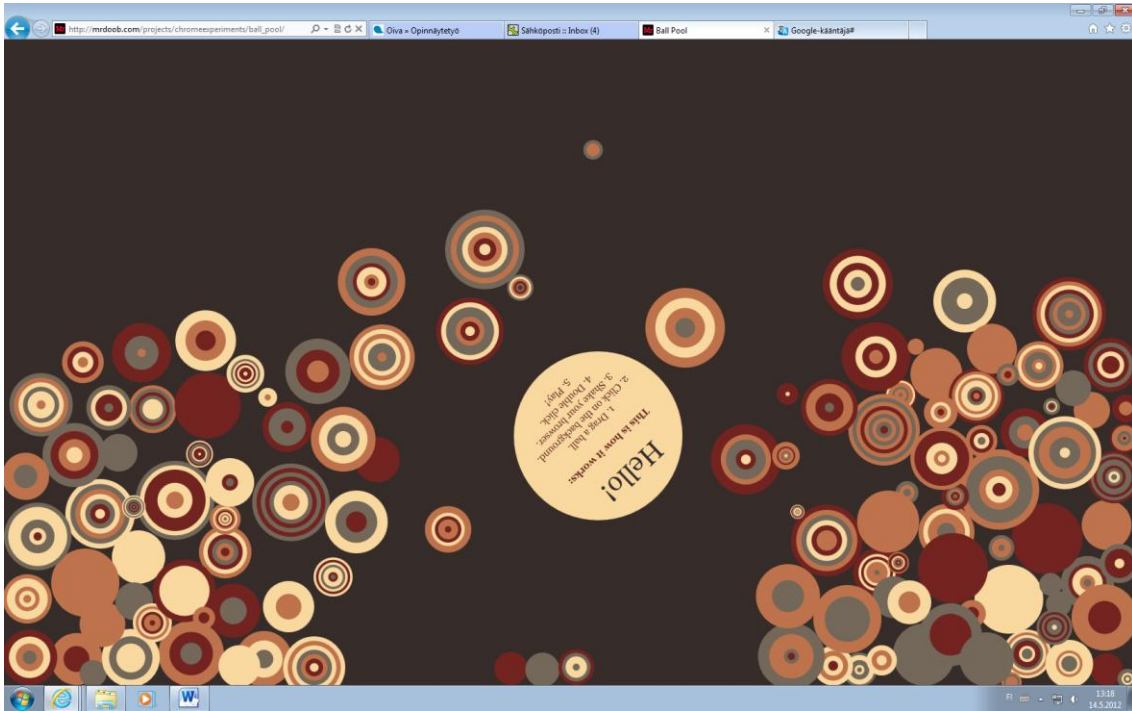 http://mrdoob.com/projects/chromeexperiments/ball_pool/
Oiva » Opinnäytetyö
Sähköposti :: Inbox (4)
Ball Pool
Google-kääntäjä#
Hello!
This is how it works:
1. Drag a ball.
2. Click on the background.
3. Shake your browser.
4. Double click.
5. Play!
FI
13:18
14.5.2012